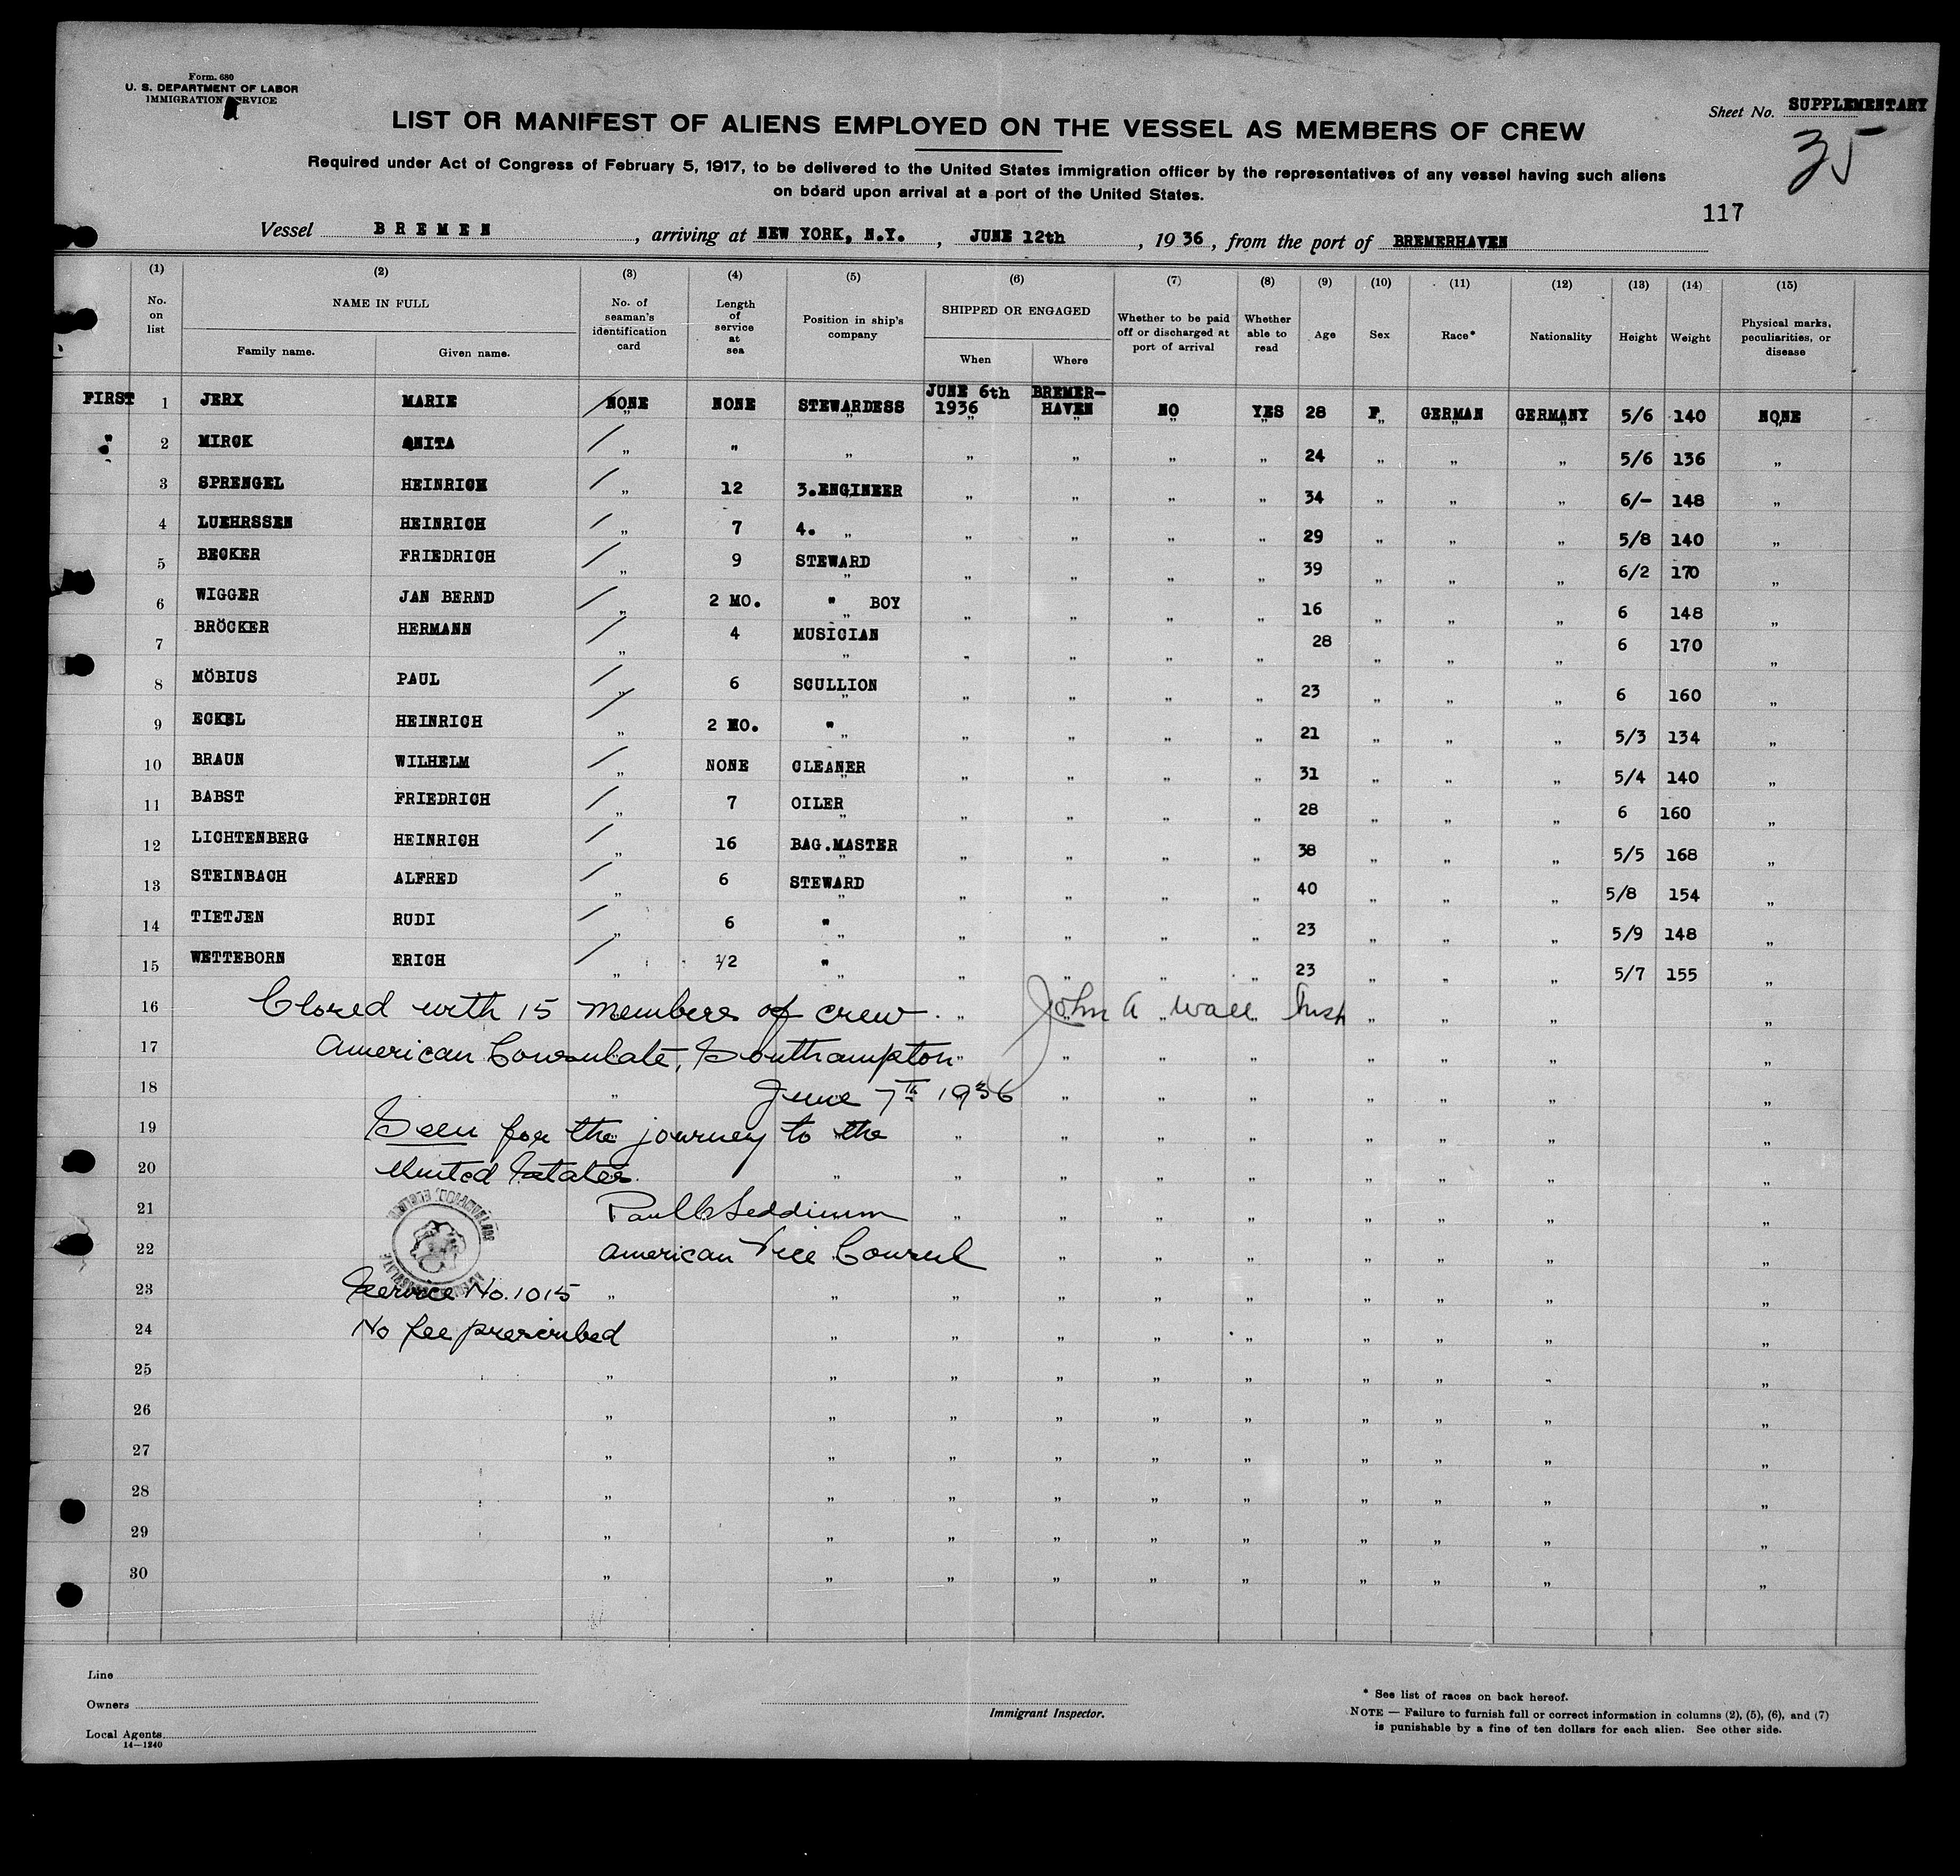 Form. 680
U. S. DEPARTMENT OF LABOR
IMMIGRATION SERVICE
Sheet No. SUPPLEMENTARY
35
LIST OR MANIFEST OF ALIENS EMPLOYED ON THE VESSEL AS MEMBERS OF CREW
Required under Act of Congress of February 5, 1917, to be delivered to the United States immigration officer by the representatives of any vessel having such aliens
on board upon arrival at a port of the United States.
117
Vessel BREMEN, arriving at NEW YORK, N.Y., JUNE 12th, 1936, from the port of BREMERHAVEN
(1) (2) (3) (4) (5) (6) (7) (8) (9) (10) (11) (12) (13) (14) (15)
No. on list NAME IN FULL Family name. Given name. No. of seaman's identification card Length of service at sea Position in ship's company SHIPPED OR ENGAGED When Where Whether to be paid off or discharged at port of arrival Whether able to read Age Sex Race* Nationality Height Weight Physical marks, peculiarities, or disease
FIRST 1 JERX MARIE NONE NONE STEWARDESS JUNE 6th 1936 BREMER-HAVEN NO YES 28 F GERMAN GERMANY 5/6 140 NONE
" 2 MIRCK ANITA " " " " " " " 24 " " " 5/6 136 "
3 SPRENGEL HEINRICH " 12 3.ENGINEER " " " " 34 " " " 6/- 148 "
4 LUEHRSSEN HEINRICH " 7 4. " " " " " 29 " " " 5/8 140 "
5 BECKER FRIEDRICH " 9 STEWARD " " " " 39 " " " 6/2 170 "
6 WIGGER JAN BERND " 2 MO. " BOY " " " " 16 " " " 6 148 "
7 BRÖCKER HERMANN " 4 MUSICIAN " " " " 28 " " " 6 170 "
8 MÖBIUS PAUL " 6 SCULLION " " " " 23 " " " 6 160 "
9 ECKEL HEINRICH " 2 MO. " " " " " 21 " " " 5/3 134 "
10 BRAUN WILHELM " NONE CLEANER " " " " 31 " " " 5/4 140 "
11 BABST FRIEDRICH " 7 OILER " " " " 28 " " " 6 160 "
12 LICHTENBERG HEINRICH " 16 BAG.MASTER " " " " 38 " " " 5/5 168 "
13 STEINBACH ALFRED " 6 STEWARD " " " " 40 " " " 5/8 154 "
14 TIETJEN RUDI " 6 " " " " " 23 " " " 5/9 148 "
15 WETTEBORN ERICH " 1/2 " " " " " 23 " " " 5/7 155 "
16 Closed with 15 members of crew. John A Wall Insp
17 American Consulate, Southampton
18 June 7th 1936
19 Seen for the journey to the
20 United States.
21
22 American Vice Consul
23 Service No. 1015
24 No fee prescribed
25
26
27
28
29
30
Line
Owners
Local Agents
14-1240
Immigrant Inspector.
* See list of races on back hereof.
NOTE — Failure to furnish full or correct information in columns (2), (5), (6), and (7)
is punishable by a fine of ten dollars for each alien. See other side.